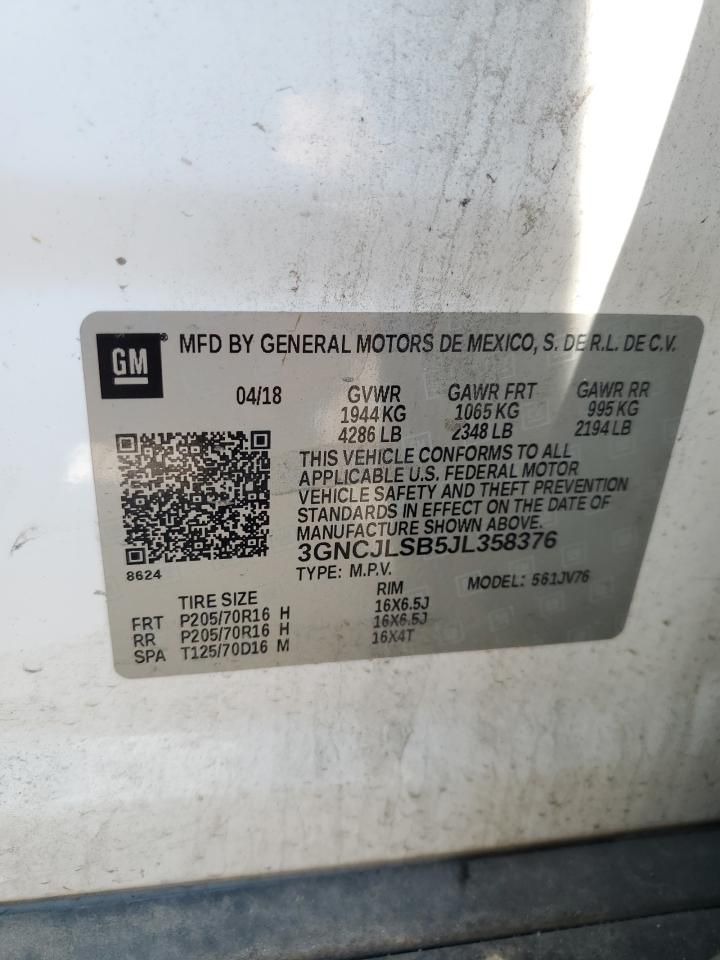 GM ® MFD BY GENERAL MOTORS DE MEXICO, S. DE R.L. DE C.V.
04/18 GVWR GAWR FRT GAWR RR
1944 KG 1065 KG 995 KG
4286 LB 2348 LB 2194 LB
THIS VEHICLE CONFORMS TO ALL
APPLICABLE U.S. FEDERAL MOTOR
VEHICLE SAFETY AND THEFT PREVENTION
STANDARDS IN EFFECT ON THE DATE OF
MANUFACTURE SHOWN ABOVE.
3GNCJLSB5JL358376
8624 TYPE: M.P.V. MODEL: 561JV76
TIRE SIZE RIM
FRT P205/70R16 H 16X6.5J
RR P205/70R16 H 16X6.5J
SPA T125/70D16 M 16X4T